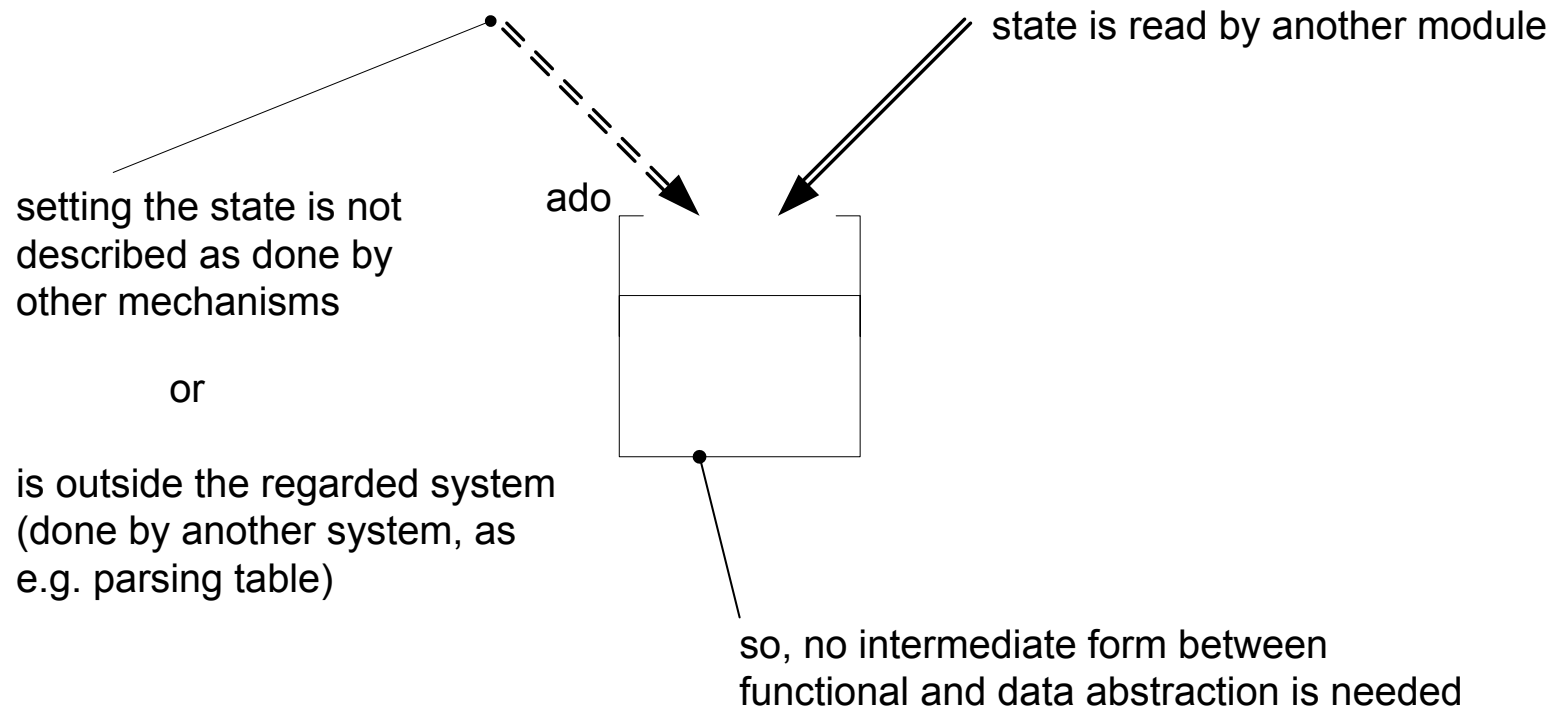 state is read by another module
setting the state is not
described as done by
other mechanisms
ado
or
is outside the regarded system
(done by another system, as
e.g. parsing table)
so, no intermediate form between
functional and data abstraction is needed